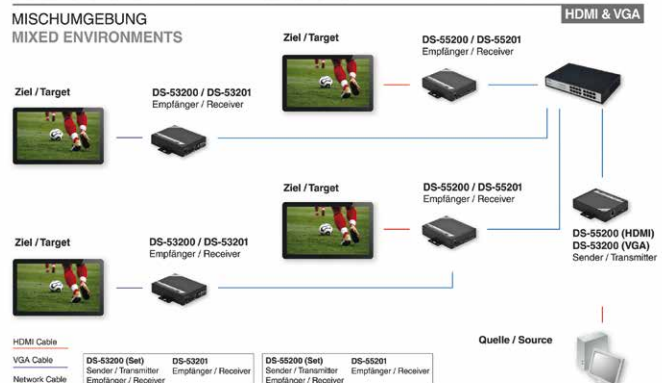 MISCHUMGEBUNG
MIXED ENVIRONMENTS
HDMI & VGA
Ziel / Target
DS-55200 / DS-55201
Empfänger / Receiver
Ziel / Target
DS-53200 / DS-53201
Empfänger / Receiver
Ziel / Target
DS-55200 / DS-55201
Empfänger / Receiver
DS-55200 (HDMI)
DS-53200 (VGA)
Sender / Transmitter
Ziel / Target
DS-53200 / DS-53201
Empfänger / Receiver
Quelle / Source
HDMI Cable
VGA Cable
Network Cable
DS-53200 (Set)
Sender / Transmitter
Empfänger / Receiver
DS-53201
Empfänger / Receiver
DS-55200 (Set)
Sender / Transmitter
Empfänger / Receiver
DS-55201
Empfänger / Receiver